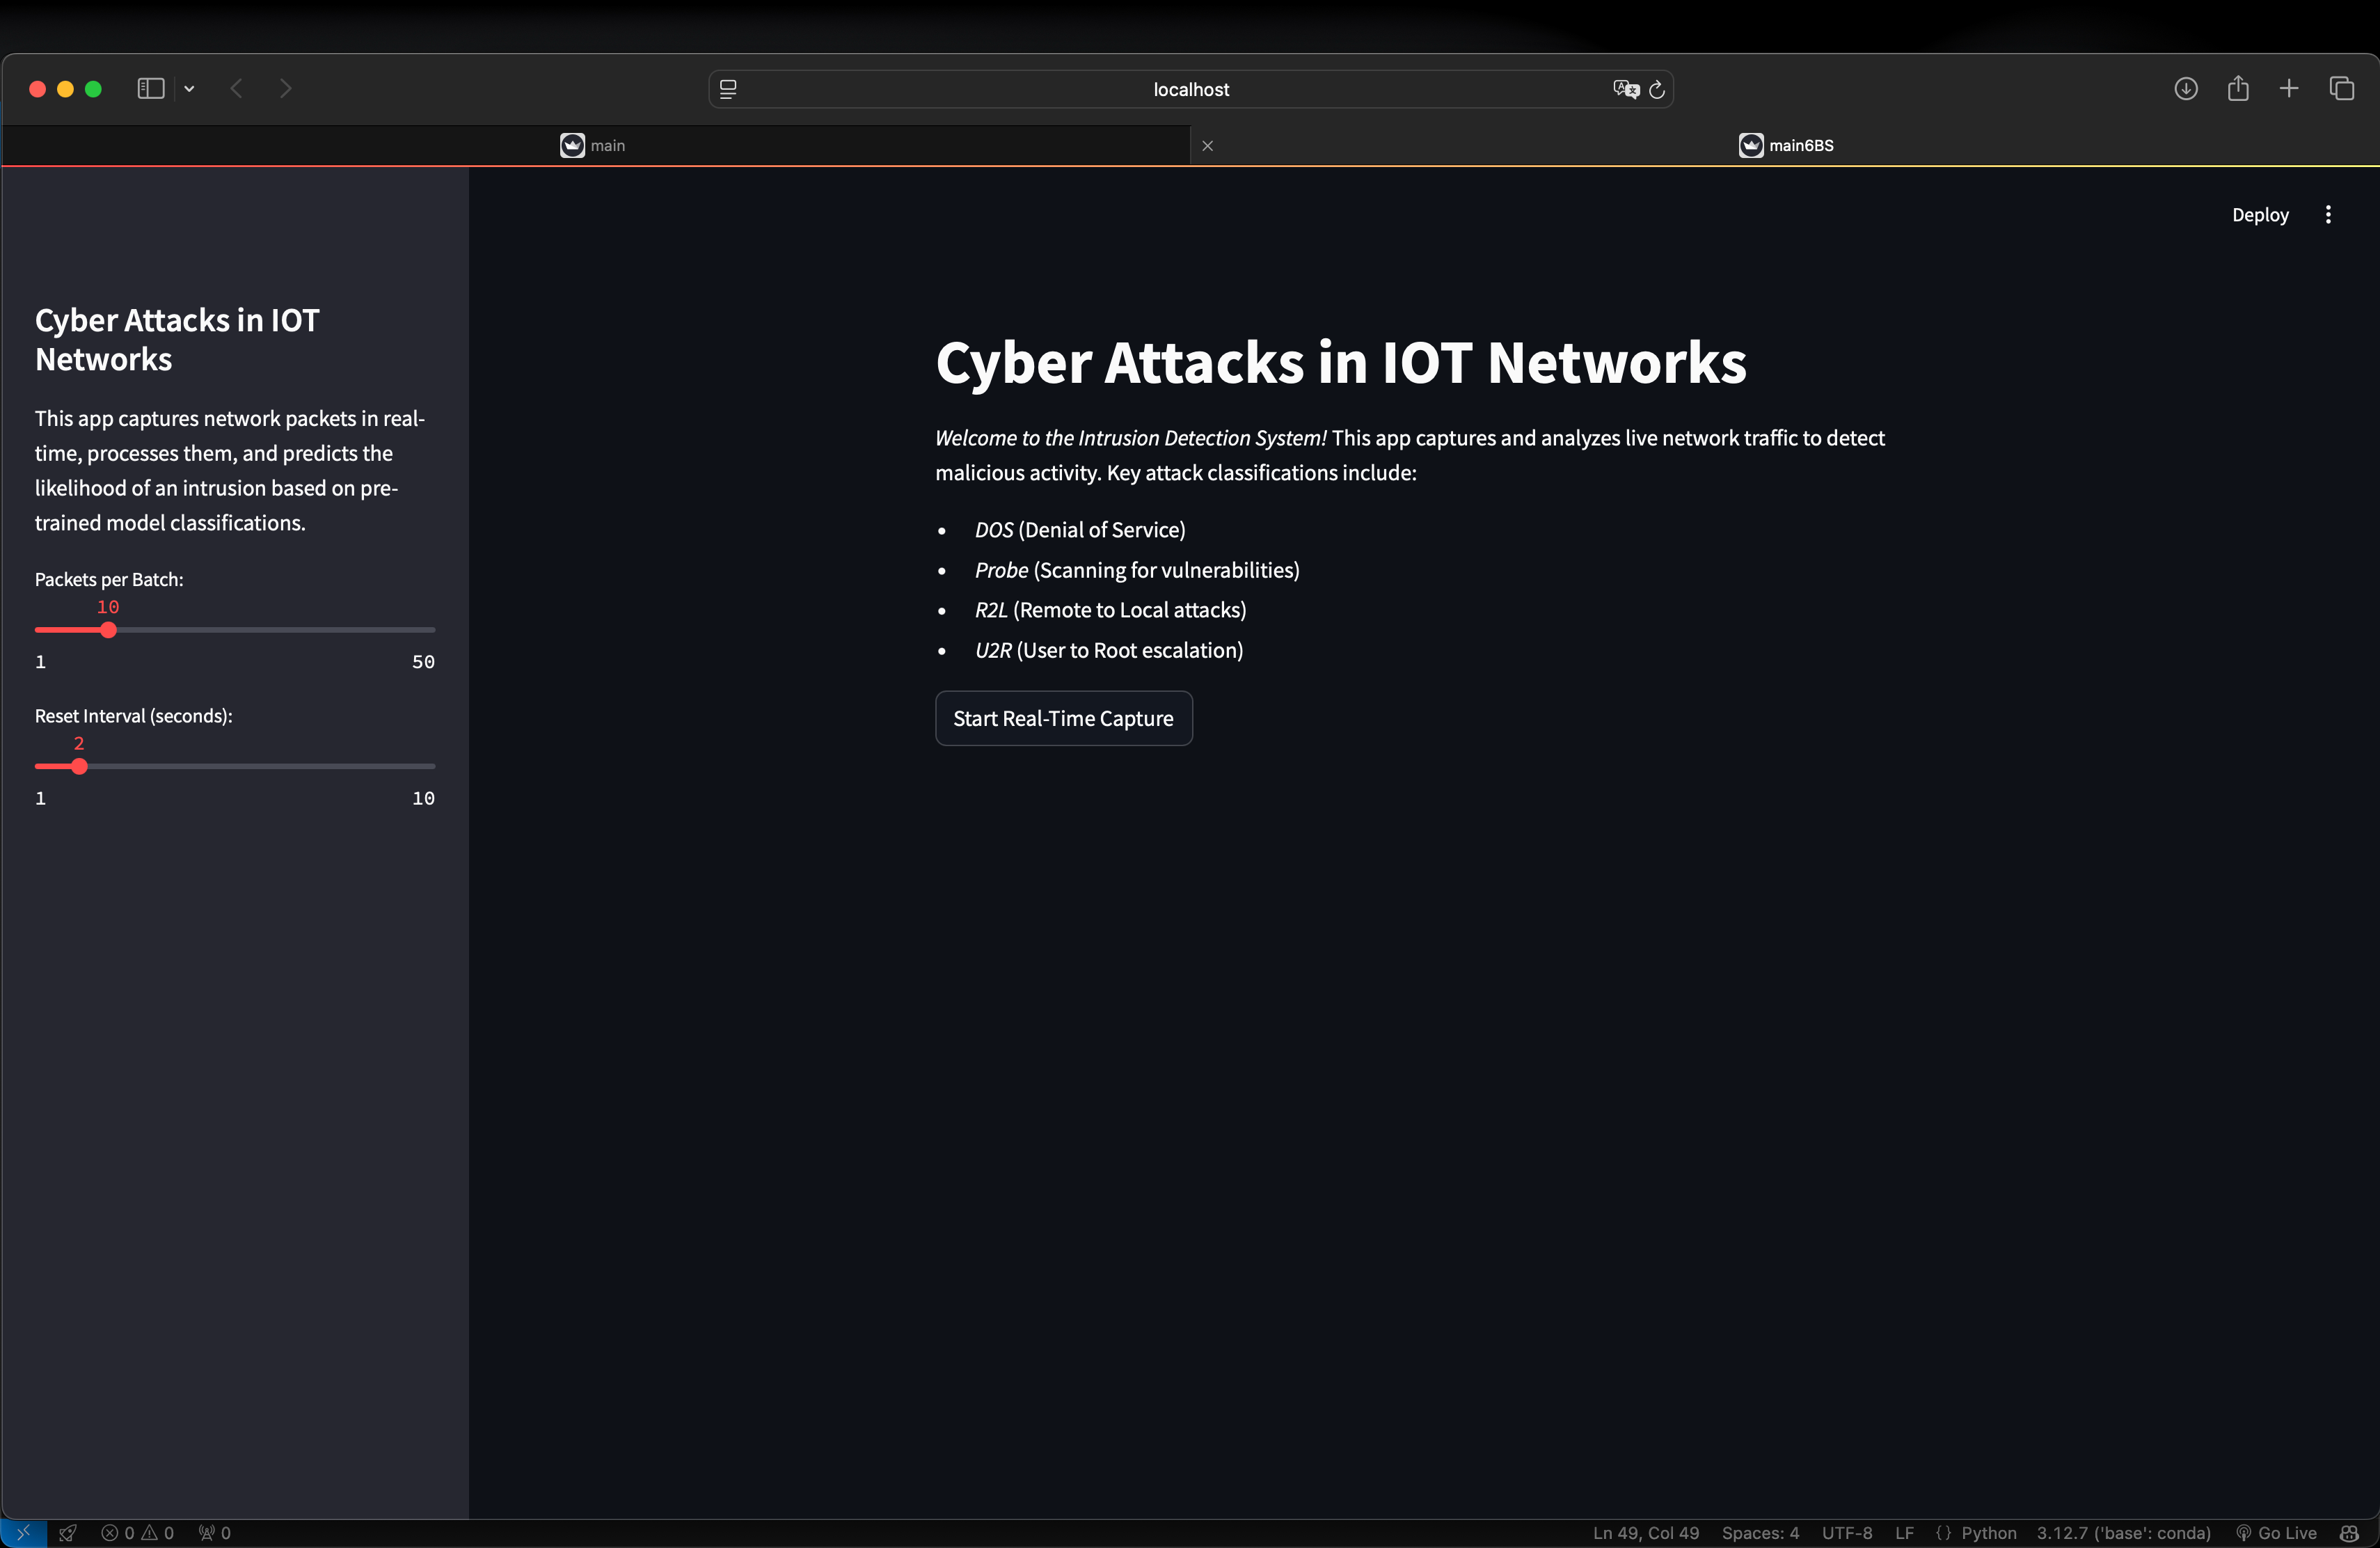 localhost
main
main6BS
Deploy
Cyber Attacks in IOT
Networks
This app captures network packets in real-
time, processes them, and predicts the
likelihood of an intrusion based on pre-
trained model classifications.
Packets per Batch:
10
1 50
Reset Interval (seconds):
2
1 10
Cyber Attacks in IOT Networks
Welcome to the Intrusion Detection System! This app captures and analyzes live network traffic to detect
malicious activity. Key attack classifications include:
• DOS (Denial of Service)
• Probe (Scanning for vulnerabilities)
• R2L (Remote to Local attacks)
• U2R (User to Root escalation)
Start Real-Time Capture
0 0 0 Ln 49, Col 49 Spaces: 4 UTF-8 LF {} Python 3.12.7 ('base': conda) Go Live